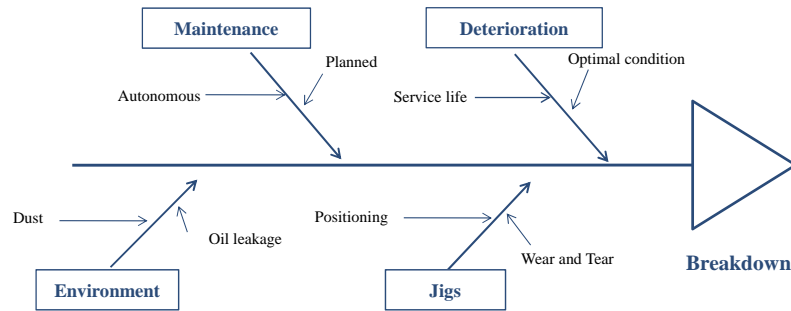 Maintenance
Deterioration
Planned
Optimal condition
Autonomous
Service life
Dust
Positioning
Oil leakage
Wear and Tear
Breakdown
Environment
Jigs